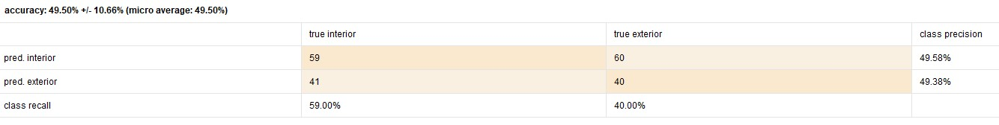 accuracy: 49.50% +/- 10.66% (micro average: 49.50%)
true interior true exterior class precision
pred. interior 59 60 49.58%
pred. exterior 41 40 49.38%
class recall 59.00% 40.00%